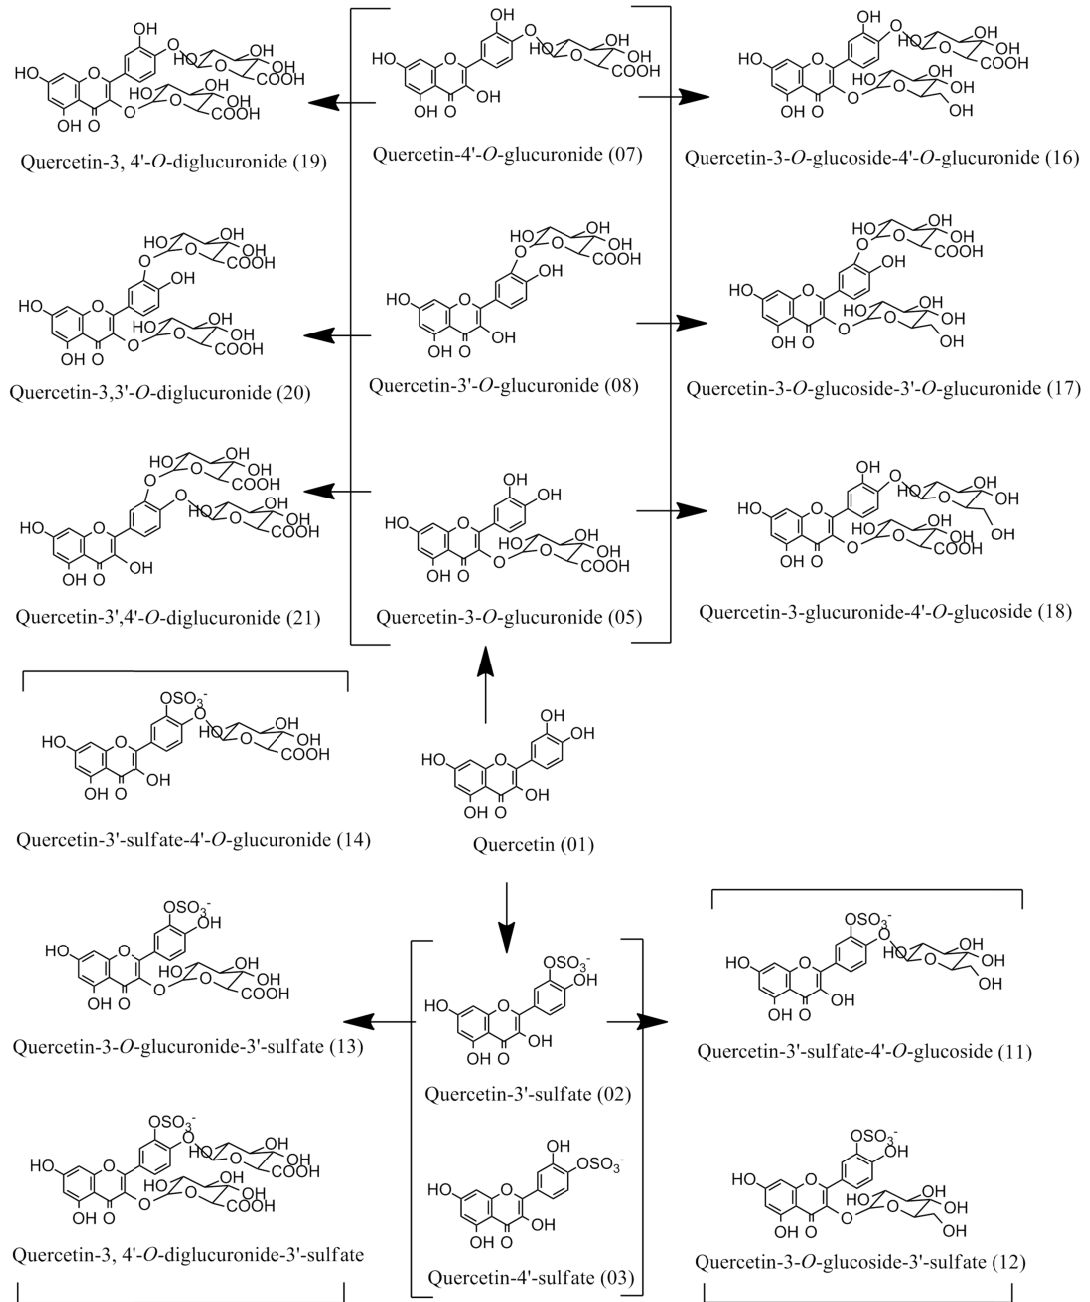 Quercetin-3, 4'-O-diglucuronide (19)
Quercetin-4'-O-glucuronide (07)
Quercetin-3-O-glucoside-4'-O-glucuronide (16)
Quercetin-3,3'-O-diglucuronide (20)
Quercetin-3'-O-glucuronide (08)
Quercetin-3-O-glucoside-3'-O-glucuronide (17)
Quercetin-3',4'-O-diglucuronide (21)
Quercetin-3-O-glucuronide (05)
Quercetin-3-glucuronide-4'-O-glucoside (18)
Quercetin-3'-sulfate-4'-O-glucuronide (14)
Quercetin (01)
Quercetin-3-O-glucuronide-3'-sulfate (13)
Quercetin-3'-sulfate (02)
Quercetin-3'-sulfate-4'-O-glucoside (11)
Quercetin-3, 4'-O-diglucuronide-3'-sulfate
Quercetin-4'-sulfate (03)
Quercetin-3-O-glucoside-3'-sulfate (12)